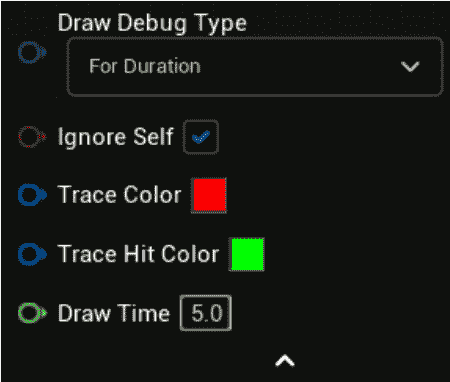 Draw Debug Type
For Duration
Ignore Self
Trace Color
Trace Hit Color
Draw Time 5.0